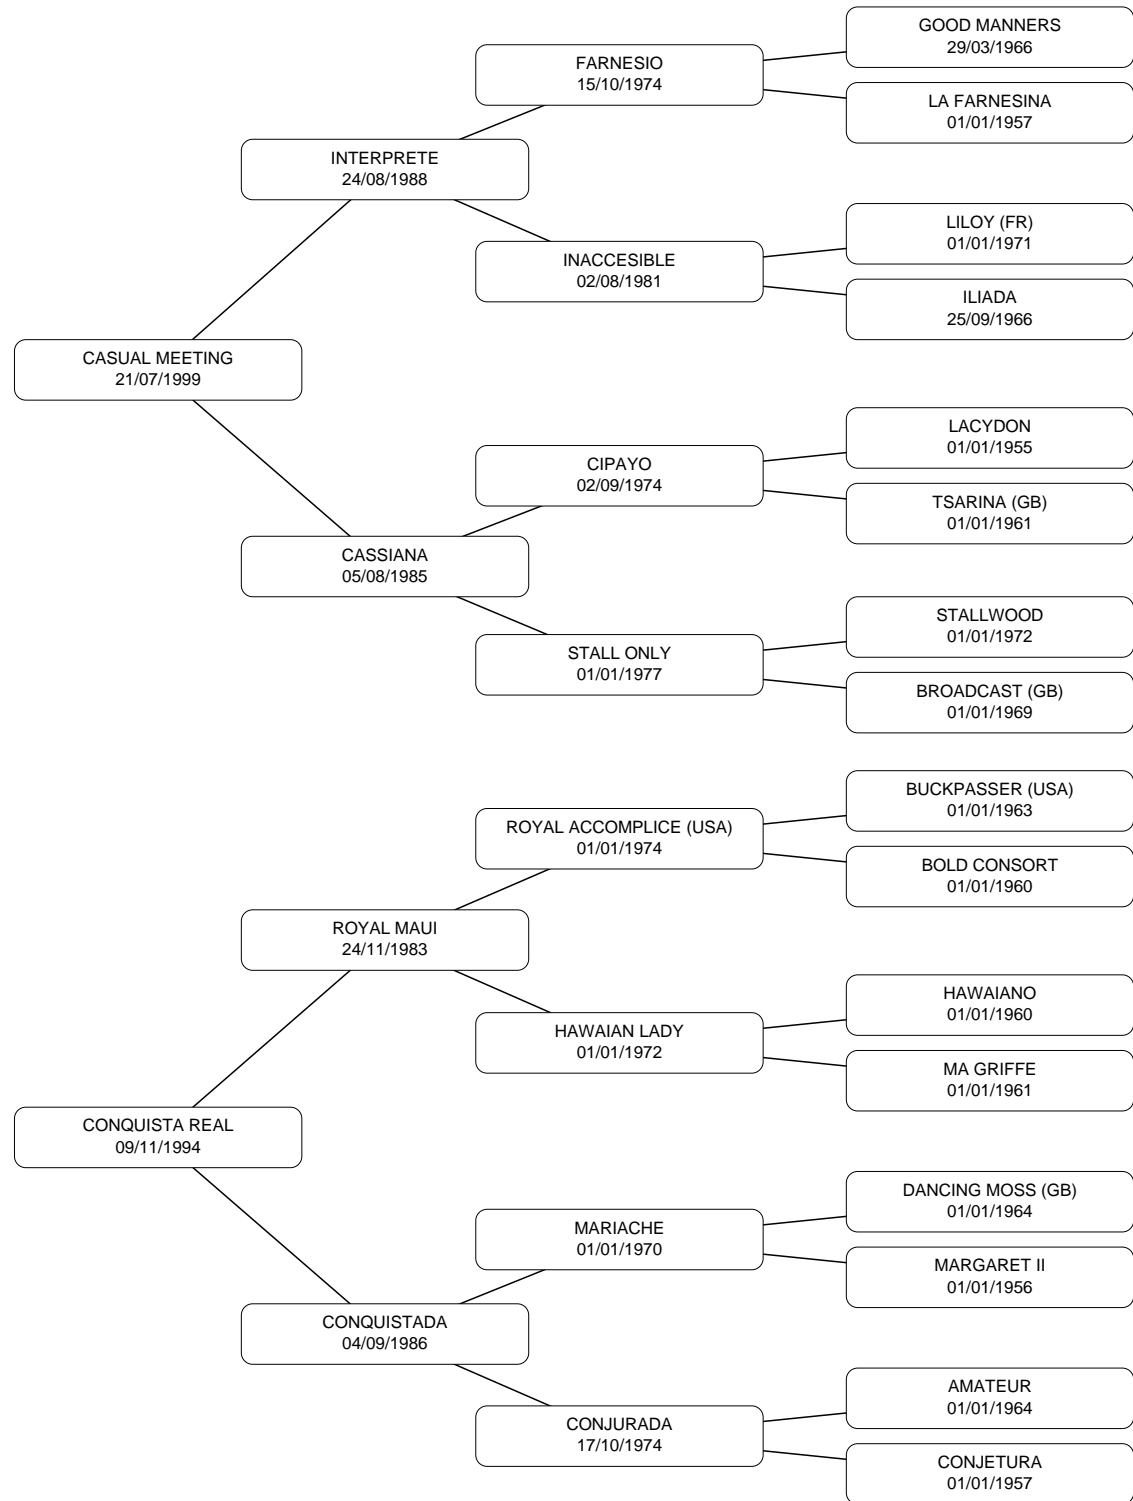 GOOD MANNERS
29/03/1966
FARNESIO
15/10/1974
LA FARNESINA
01/01/1957
INTERPRETE
24/08/1988
LILOY (FR)
01/01/1971
INACCESIBLE
02/08/1981
ILIADA
25/09/1966
CASUAL MEETING
21/07/1999
LACYDON
01/01/1955
CIPAYO
02/09/1974
TSARINA (GB)
01/01/1961
CASSIANA
05/08/1985
STALLWOOD
01/01/1972
STALL ONLY
01/01/1977
BROADCAST (GB)
01/01/1969
BUCKPASSER (USA)
01/01/1963
ROYAL ACCOMPLICE (USA)
01/01/1974
BOLD CONSORT
01/01/1960
ROYAL MAUI
24/11/1983
HAWAIANO
01/01/1960
HAWAIAN LADY
01/01/1972
MA GRIFFE
01/01/1961
CONQUISTA REAL
09/11/1994
DANCING MOSS (GB)
01/01/1964
MARIACHE
01/01/1970
MARGARET II
01/01/1956
CONQUISTADA
04/09/1986
AMATEUR
01/01/1964
CONJURADA
17/10/1974
CONJETURA
01/01/1957